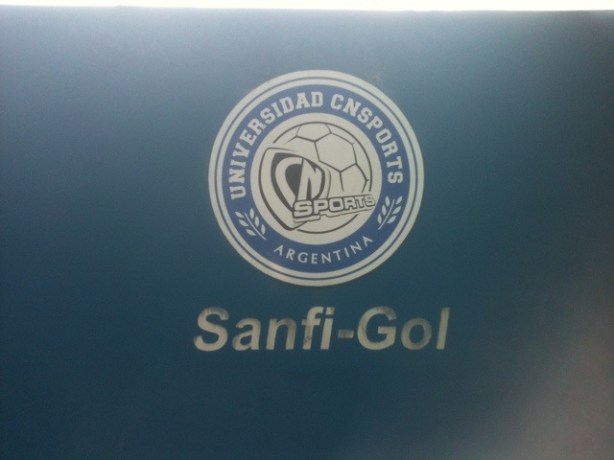 UNIVERSIDAD CNSPORTS
CN
SPORTS
ARGENTINA
Sanfi-Gol